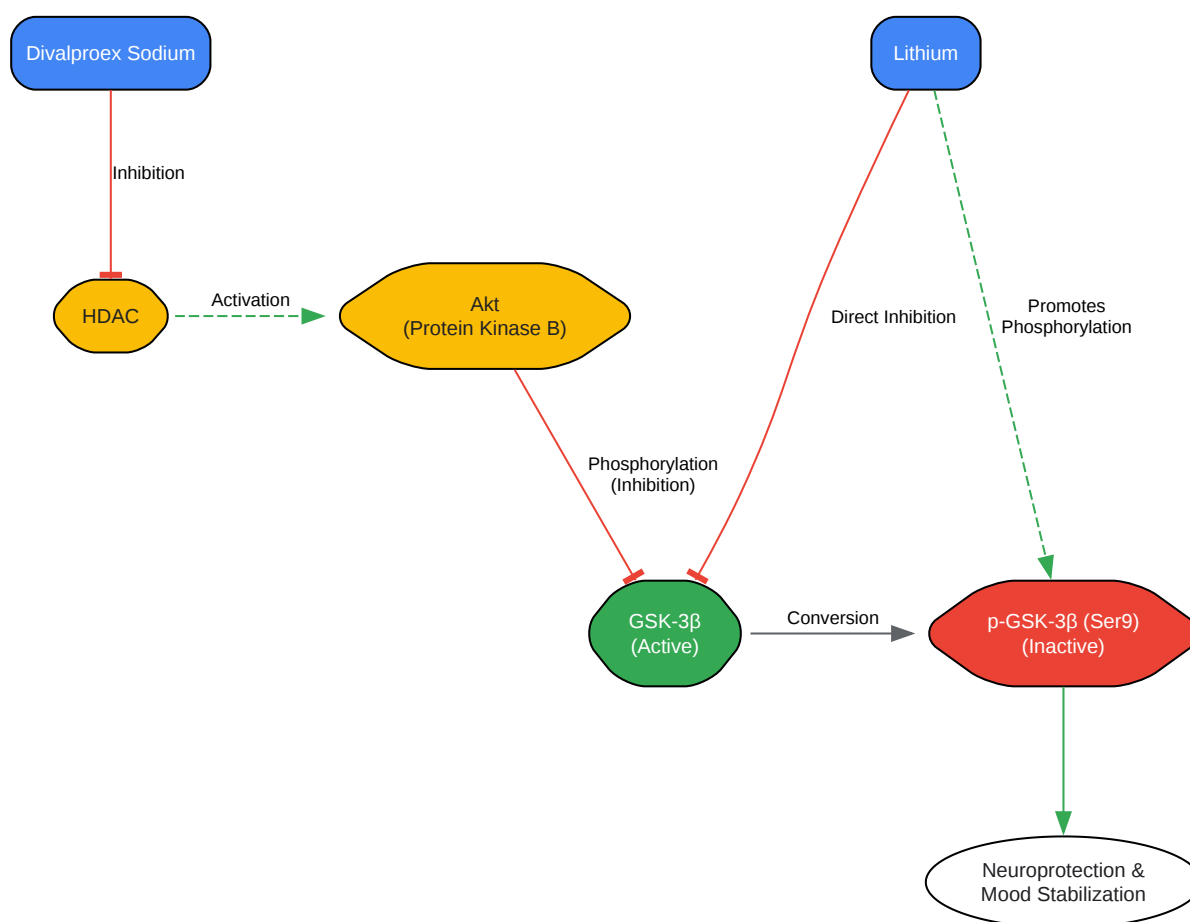 Divalproex Sodium
Lithium
Inhibition
HDAC
Activation
Akt
(Protein Kinase B)
Direct Inhibition
Promotes
Phosphorylation
Phosphorylation
(Inhibition)
GSK-3β
(Active)
Conversion
p-GSK-3β (Ser9)
(Inactive)
Neuroprotection &
Mood Stabilization